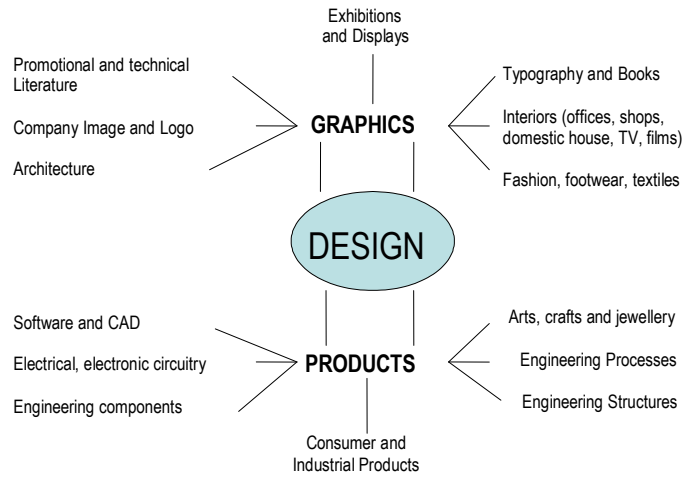 Exhibitions
and Displays
Promotional and technical
Literature
Typography and Books
Company Image and Logo
GRAPHICS
Interiors (offices, shops,
domestic house, TV, films)
Architecture
Fashion, footwear, textiles
DESIGN
Software and CAD
Arts, crafts and jewellery
Electrical, electronic circuitry
PRODUCTS
Engineering Processes
Engineering components
Engineering Structures
Consumer and
Industrial Products